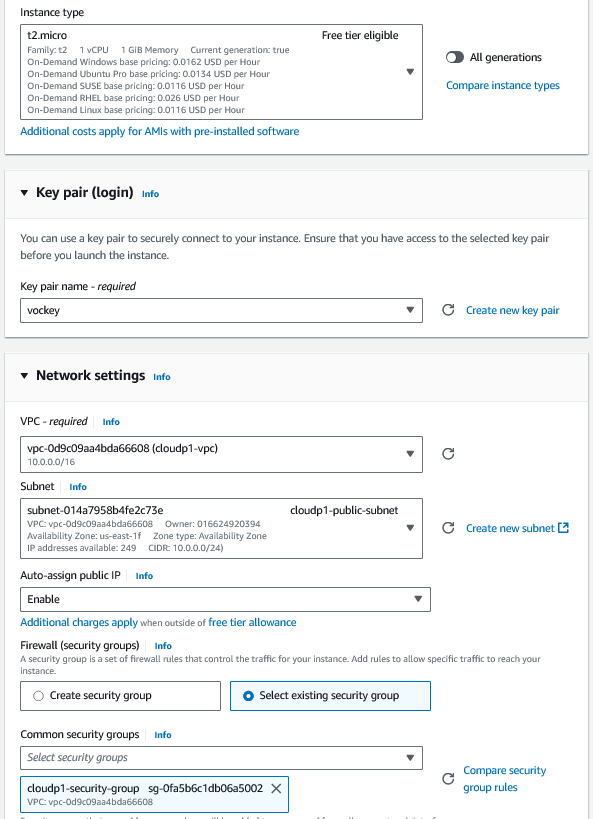 Instance type
t2.micro Free tier eligible
Family: t2 1 vCPU 1 GiB Memory Current generation: true
On-Demand Windows base pricing: 0.0162 USD per Hour
On-Demand Ubuntu Pro base pricing: 0.0134 USD per Hour
On-Demand SUSE base pricing: 0.0116 USD per Hour
On-Demand RHEL base pricing: 0.026 USD per Hour
On-Demand Linux base pricing: 0.0116 USD per Hour
All generations
Compare instance types
Additional costs apply for AMIs with pre-installed software
Key pair (login) Info
You can use a key pair to securely connect to your instance. Ensure that you have access to the selected key pair
before you launch the instance.
Key pair name - required
vockey
Create new key pair
Network settings Info
VPC - required Info
vpc-0d9c09aa4bda66608 (cloudp1-vpc)
10.0.0.0/16
Subnet Info
subnet-014a7958b4fe2c73e cloudp1-public-subnet
VPC: vpc-0d9c09aa4bda66608 Owner: 016624920394
Availability Zone: us-east-1f Zone type: Availability Zone
IP addresses available: 249 CIDR: 10.0.0.0/24)
Create new subnet
Auto-assign public IP Info
Enable
Additional charges apply when outside of free tier allowance
Firewall (security groups) Info
A security group is a set of firewall rules that control the traffic for your instance. Add rules to allow specific traffic to reach your
instance.
Create security group
Select existing security group
Common security groups Info
Select security groups
Compare security
group rules
cloudp1-security-group sg-0fa5b6c1db06a5002
VPC: vpc-0d9c09aa4bda66608